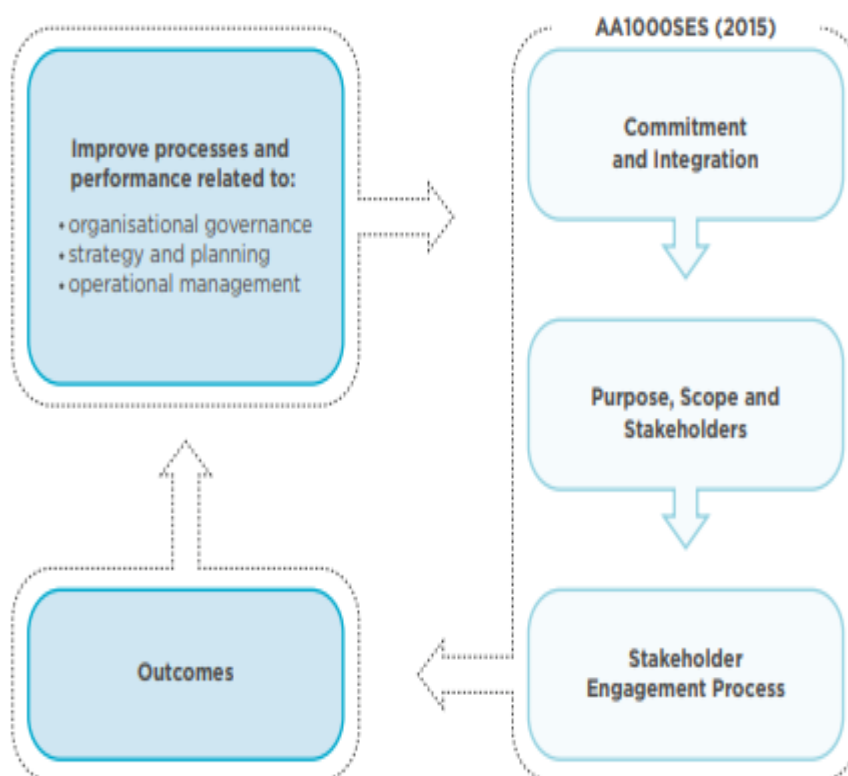 AA1000SES (2015)
Improve processes and
performance related to:
• organisational governance
• strategy and planning
• operational management
Commitment
and Integration
Purpose, Scope and
Stakeholders
Stakeholder
Engagement Process
Outcomes